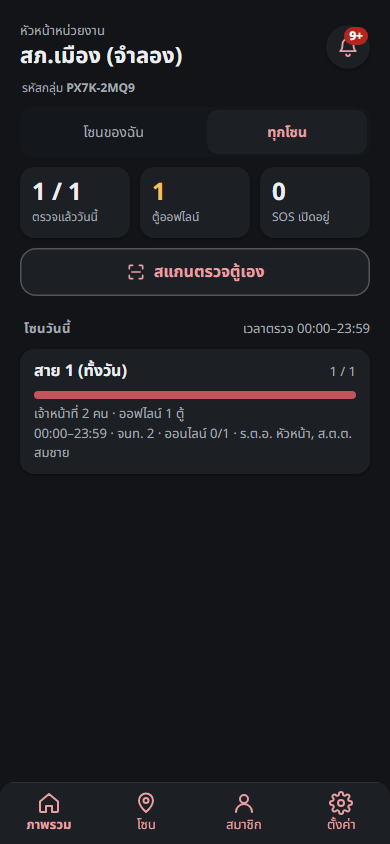 หัวหน้าหน่วยงาน
สภ.เมือง (จำลอง)
9+
รหัสกลุ่ม PX7K-2MQ9
โซนของฉัน
ทุกโซน
1 / 1
ตรวจแล้ววันนี้
1
ตู้ออฟไลน์
0
SOS เปิดอยู่
สแกนตรวจตู้เอง
โซนวันนี้
เวลาตรวจ 00:00–23:59
สาย 1 (ทั้งวัน)
1 / 1
เจ้าหน้าที่ 2 คน · ออฟไลน์ 1 ตู้
00:00–23:59 · จนท. 2 · ออนไลน์ 0/1 · ร.ต.อ. หัวหน้า, ส.ต.ต.
สมชาย
ภาพรวม
โซน
สมาชิก
ตั้งค่า